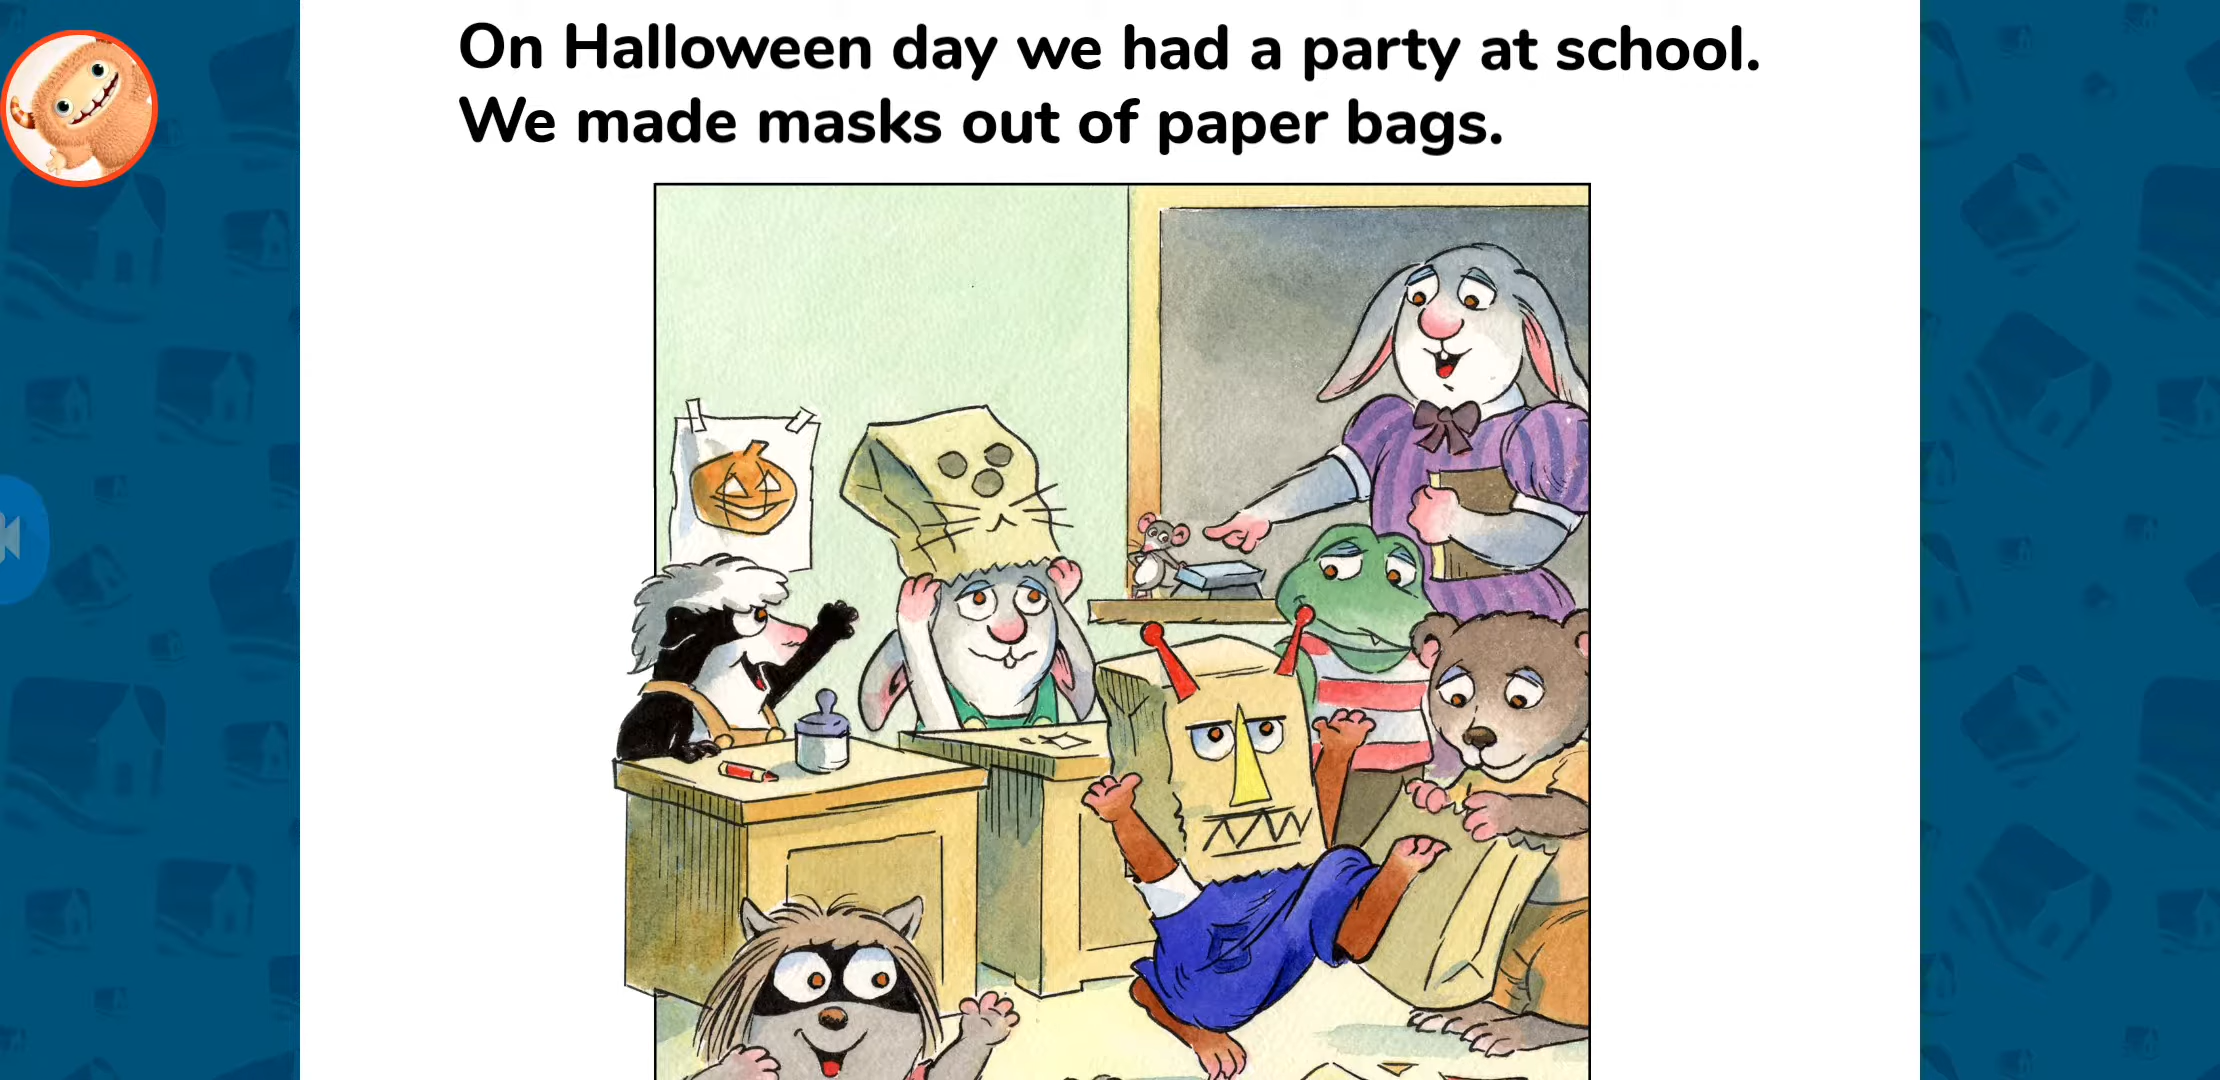 On Halloween day we had a party at school.
We made masks out of paper bags.